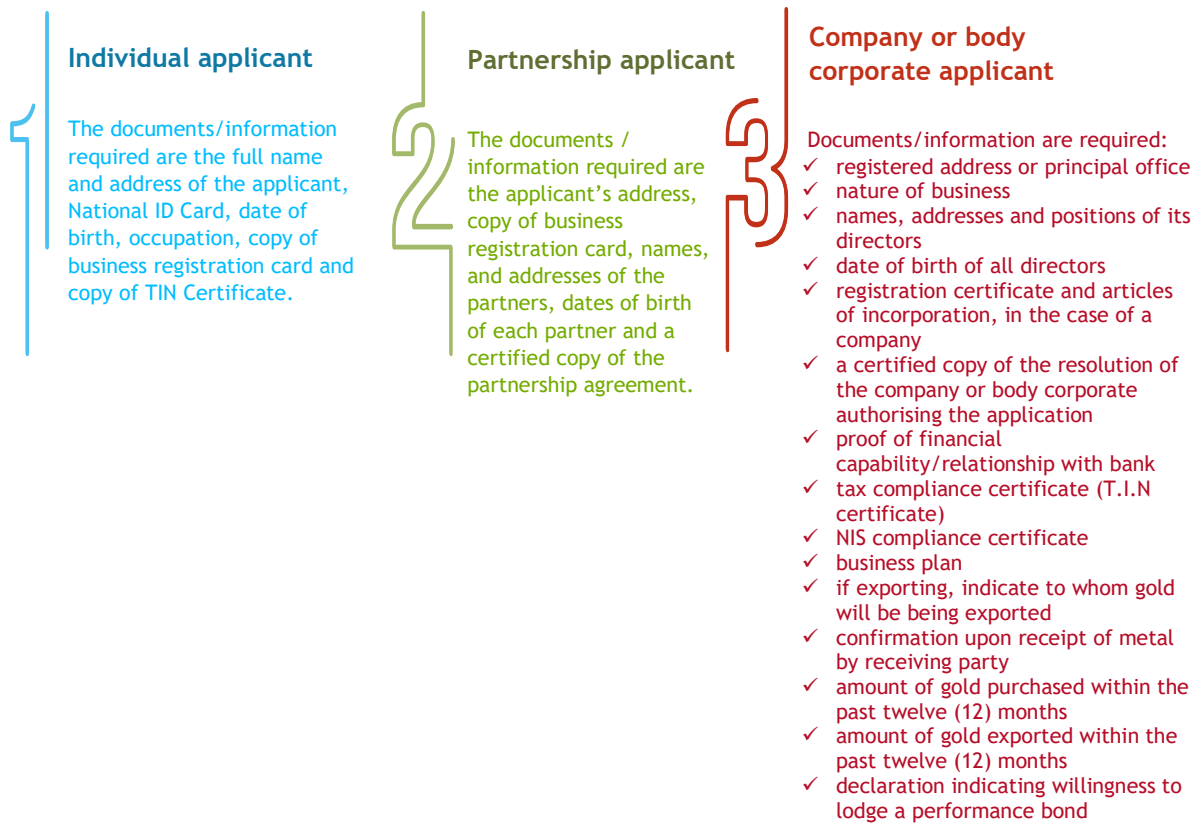 1
Individual applicant
The documents/information
required are the full name
and address of the applicant,
National ID Card, date of
birth, occupation, copy of
business registration card and
copy of TIN Certificate.
2
Partnership applicant
The documents /
information required are
the applicant’s address,
copy of business
registration card, names,
and addresses of the
partners, dates of birth
of each partner and a
certified copy of the
partnership agreement.
3
Company or body
corporate applicant
Documents/information are required:
✓ registered address or principal office
✓ nature of business
✓ names, addresses and positions of its
directors
✓ date of birth of all directors
✓ registration certificate and articles
of incorporation, in the case of a
company
✓ a certified copy of the resolution of
the company or body corporate
authorising the application
✓ proof of financial
capability/relationship with bank
✓ tax compliance certificate (T.I.N
certificate)
✓ NIS compliance certificate
✓ business plan
✓ if exporting, indicate to whom gold
will be being exported
✓ confirmation upon receipt of metal
by receiving party
✓ amount of gold purchased within the
past twelve (12) months
✓ amount of gold exported within the
past twelve (12) months
✓ declaration indicating willingness to
lodge a performance bond